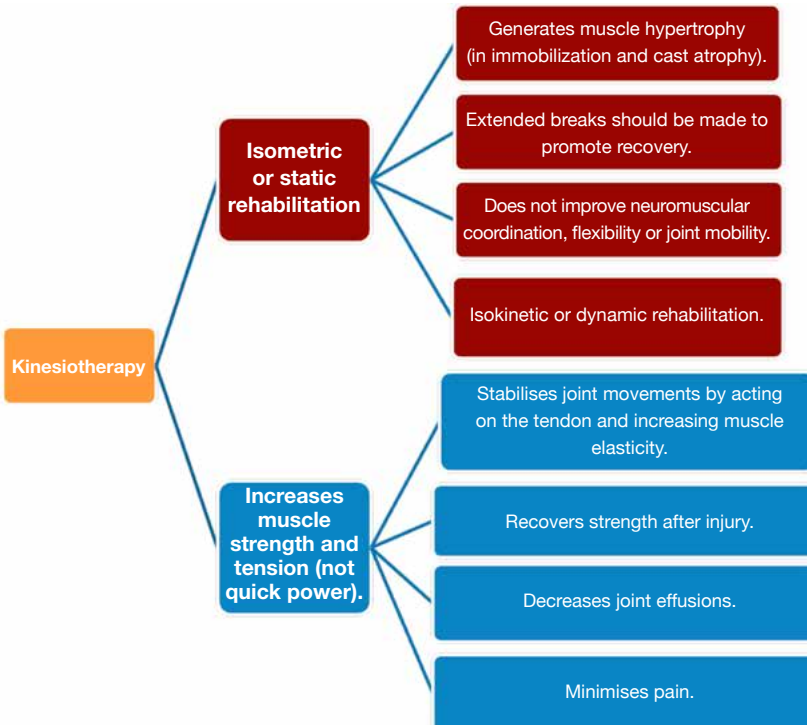 Generates muscle hypertrophy
(in immobilization and cast atrophy).
Extended breaks should be made to
promote recovery.
Isometric
or static
rehabilitation
Does not improve neuromuscular
coordination, flexibility or joint mobility.
Isokinetic or dynamic rehabilitation.
Kinesiotherapy
Stabilises joint movements by acting
on the tendon and increasing muscle
elasticity.
Increases
muscle
strength and
tension (not
quick power).
Recovers strength after injury.
Decreases joint effusions.
Minimises pain.